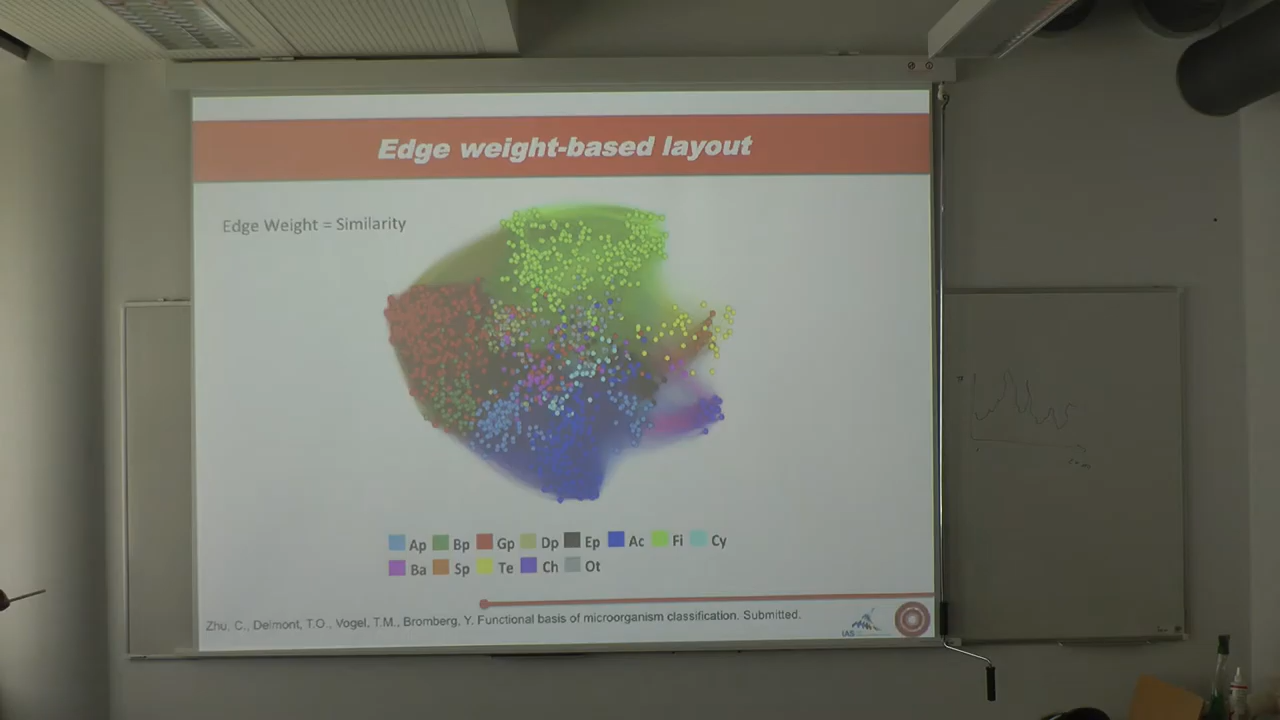 Edge weight-based layout
Edge Weight = Similarity
Ap Bp Gp Dp Ep Ac Fi Cy
Ba Sp Te Ch Ot
Zhu, C., Delmont, T.O., Vogel, T.M., Bromberg, Y. Functional basis of microorganism classification. Submitted.
IAS